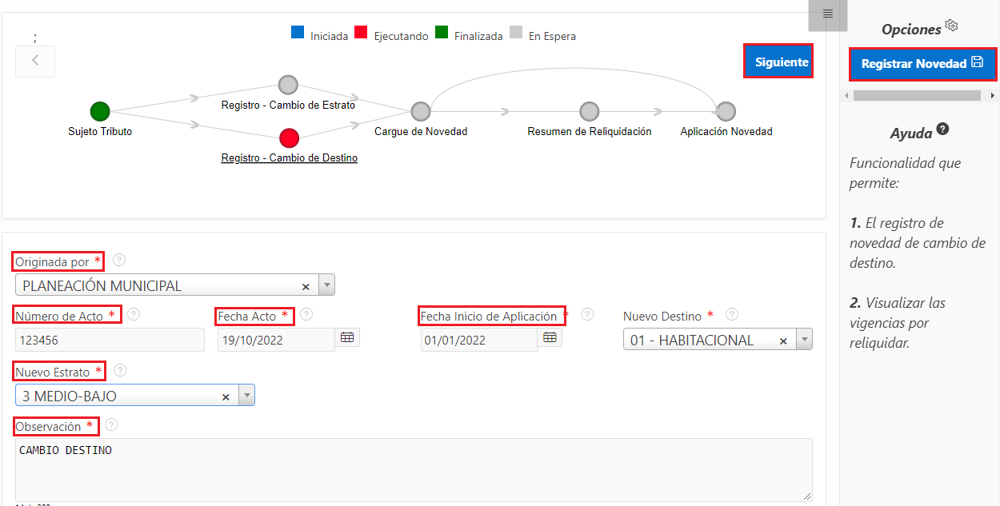 ;
Iniciada
Ejecutando
Finalizada
En Espera
Siguiente
Registro - Cambio de Estrato
Sujeto Tributo
Cargue de Novedad
Resumen de Reliquidación
Aplicación Novedad
Registro - Cambio de Destino
Opciones
Registrar Novedad
Ayuda ?
Funcionalidad que
permite:
1. El registro de
novedad de cambio de
destino.
2. Visualizar las
vigencias por
reliquidar.
Originada por * ?
PLANEACIÓN MUNICIPAL ×
Número de Acto * ?
123456
Fecha Acto * ?
19/10/2022
Fecha Inicio de Aplicación * ?
01/01/2022
Nuevo Destino * ?
01 - HABITACIONAL ×
Nuevo Estrato * ?
3 MEDIO-BAJO ×
Observación * ?
CAMBIO DESTINO